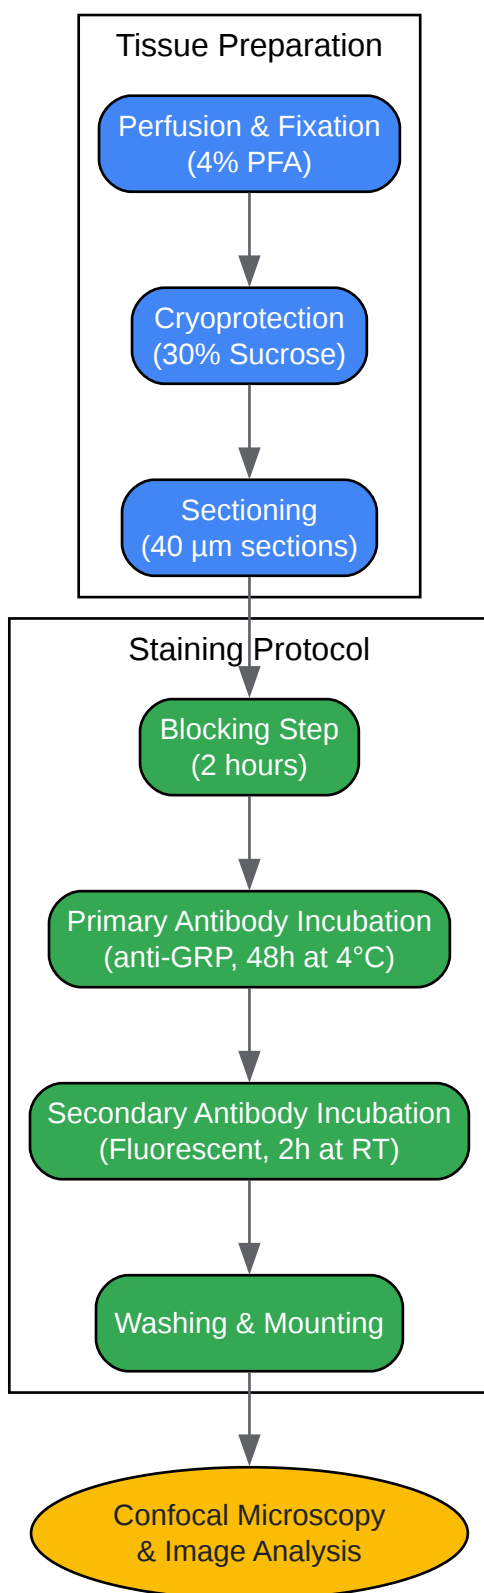 Tissue Preparation
Perfusion & Fixation
(4% PFA)
Cryoprotection
(30% Sucrose)
Sectioning
(40 µm sections)
Staining Protocol
Blocking Step
(2 hours)
Primary Antibody Incubation
(anti-GRP, 48h at 4°C)
Secondary Antibody Incubation
(Fluorescent, 2h at RT)
Washing & Mounting
Confocal Microscopy
& Image Analysis